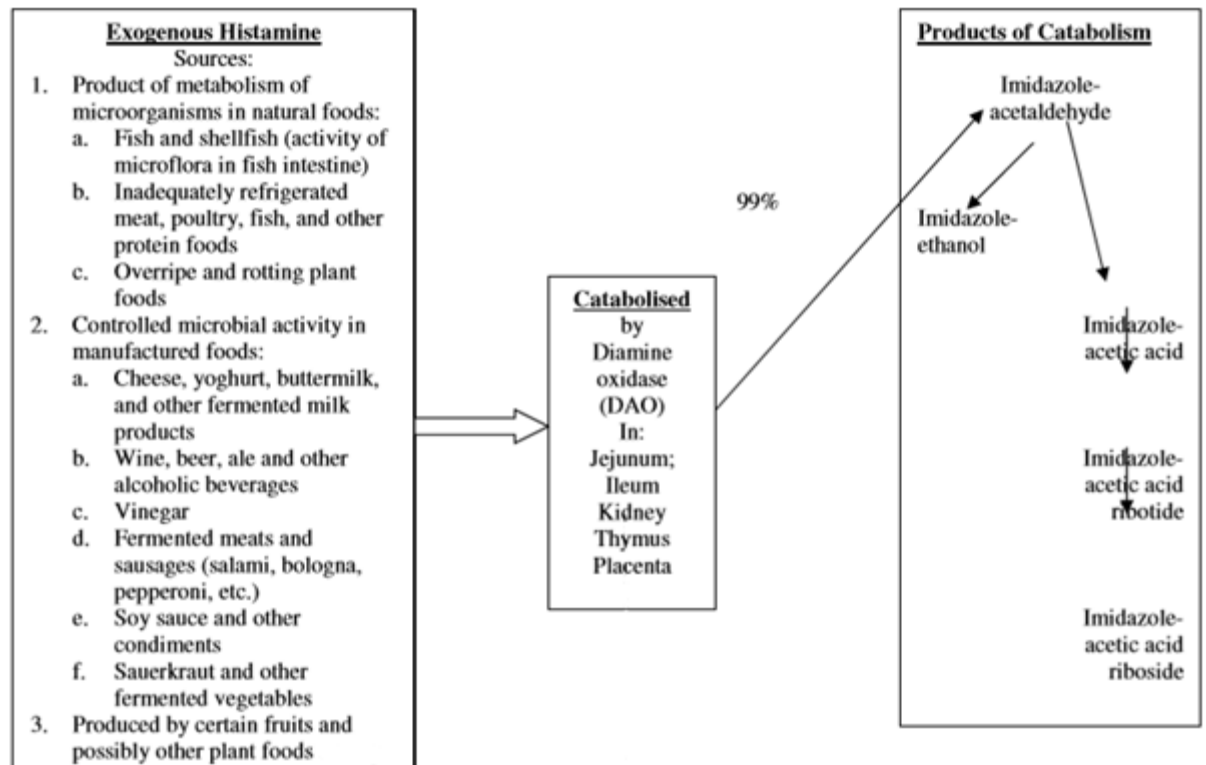 Exogenous Histamine
Sources:
1. Product of metabolism of
microorganisms in natural foods:
a. Fish and shellfish (activity of
microflora in fish intestine)
b. Inadequately refrigerated
meat, poultry, fish, and other
protein foods
c. Overripe and rotting plant
foods
2. Controlled microbial activity in
manufactured foods:
a. Cheese, yoghurt, buttermilk,
and other fermented milk
products
b. Wine, beer, ale and other
alcoholic beverages
c. Vinegar
d. Fermented meats and
sausages (salami, bologna,
pepperoni, etc.)
e. Soy sauce and other
condiments
f. Sauerkraut and other
fermented vegetables
3. Produced by certain fruits and
possibly other plant foods
Catabolised
by
Diamine
oxidase
(DAO)
In:
Jejunum;
Ileum
Kidney
Thymus
Placenta
99%
Products of Catabolism
Imidazole-
acetaldehyde
Imidazole-
ethanol
Imidazole-
acetic acid
Imidazole-
acetic acid
ribotide
Imidazole-
acetic acid
riboside